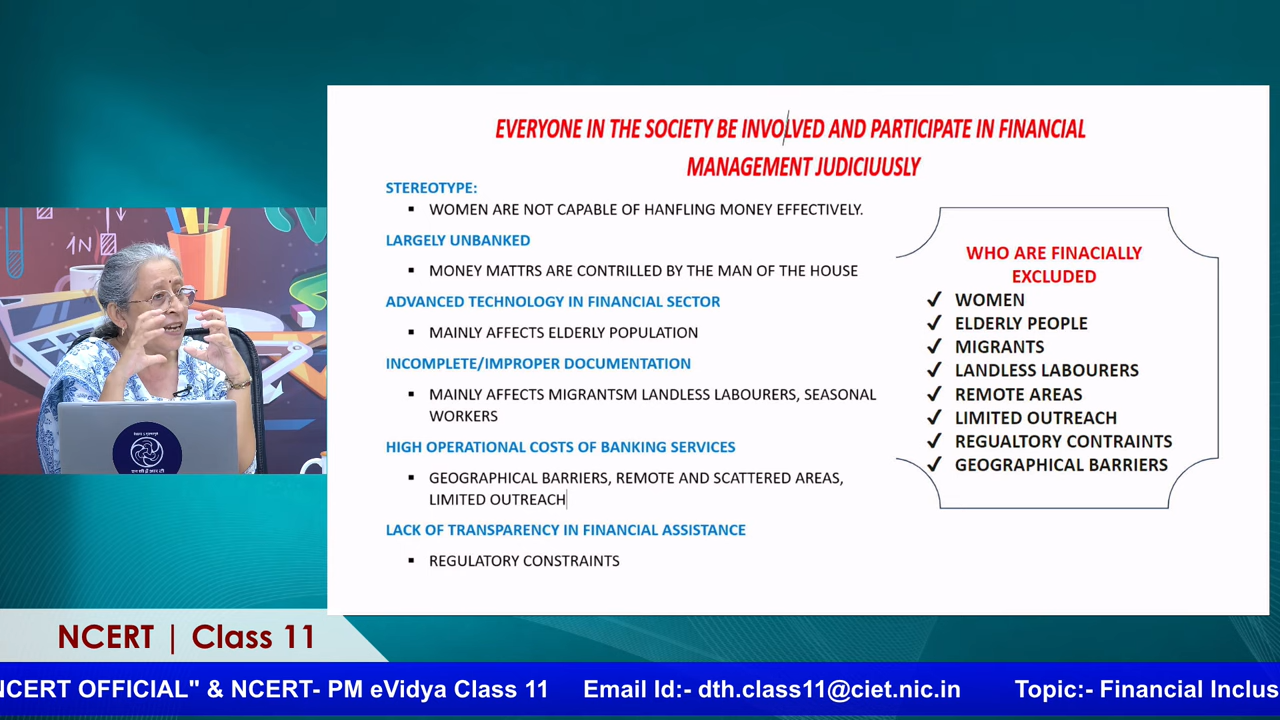 EVERYONE IN THE SOCIETY BE INVOLVED AND PARTICIPATE IN FINANCIAL
MANAGEMENT JUDICIUUSLY
STEREOTYPE:
▪ WOMEN ARE NOT CAPABLE OF HANFLING MONEY EFFECTIVELY.
LARGELY UNBANKED
▪ MONEY MATTRS ARE CONTRILLED BY THE MAN OF THE HOUSE
ADVANCED TECHNOLOGY IN FINANCIAL SECTOR
▪ MAINLY AFFECTS ELDERLY POPULATION
INCOMPLETE/IMPROPER DOCUMENTATION
▪ MAINLY AFFECTS MIGRANTSM LANDLESS LABOURERS, SEASONAL
WORKERS
HIGH OPERATIONAL COSTS OF BANKING SERVICES
▪ GEOGRAPHICAL BARRIERS, REMOTE AND SCATTERED AREAS,
LIMITED OUTREACH
LACK OF TRANSPARENCY IN FINANCIAL ASSISTANCE
▪ REGULATORY CONSTRAINTS
WHO ARE FINACIALLY
EXCLUDED
✓ WOMEN
✓ ELDERLY PEOPLE
✓ MIGRANTS
✓ LANDLESS LABOURERS
✓ REMOTE AREAS
✓ LIMITED OUTREACH
✓ REGUALTORY CONTRAINTS
✓ GEOGRAPHICAL BARRIERS
1N
NCERT | Class 11
NCERT OFFICIAL" & NCERT- PM eVidya Class 11 Email Id:- dth.class11@ciet.nic.in Topic:- Financial Inclus